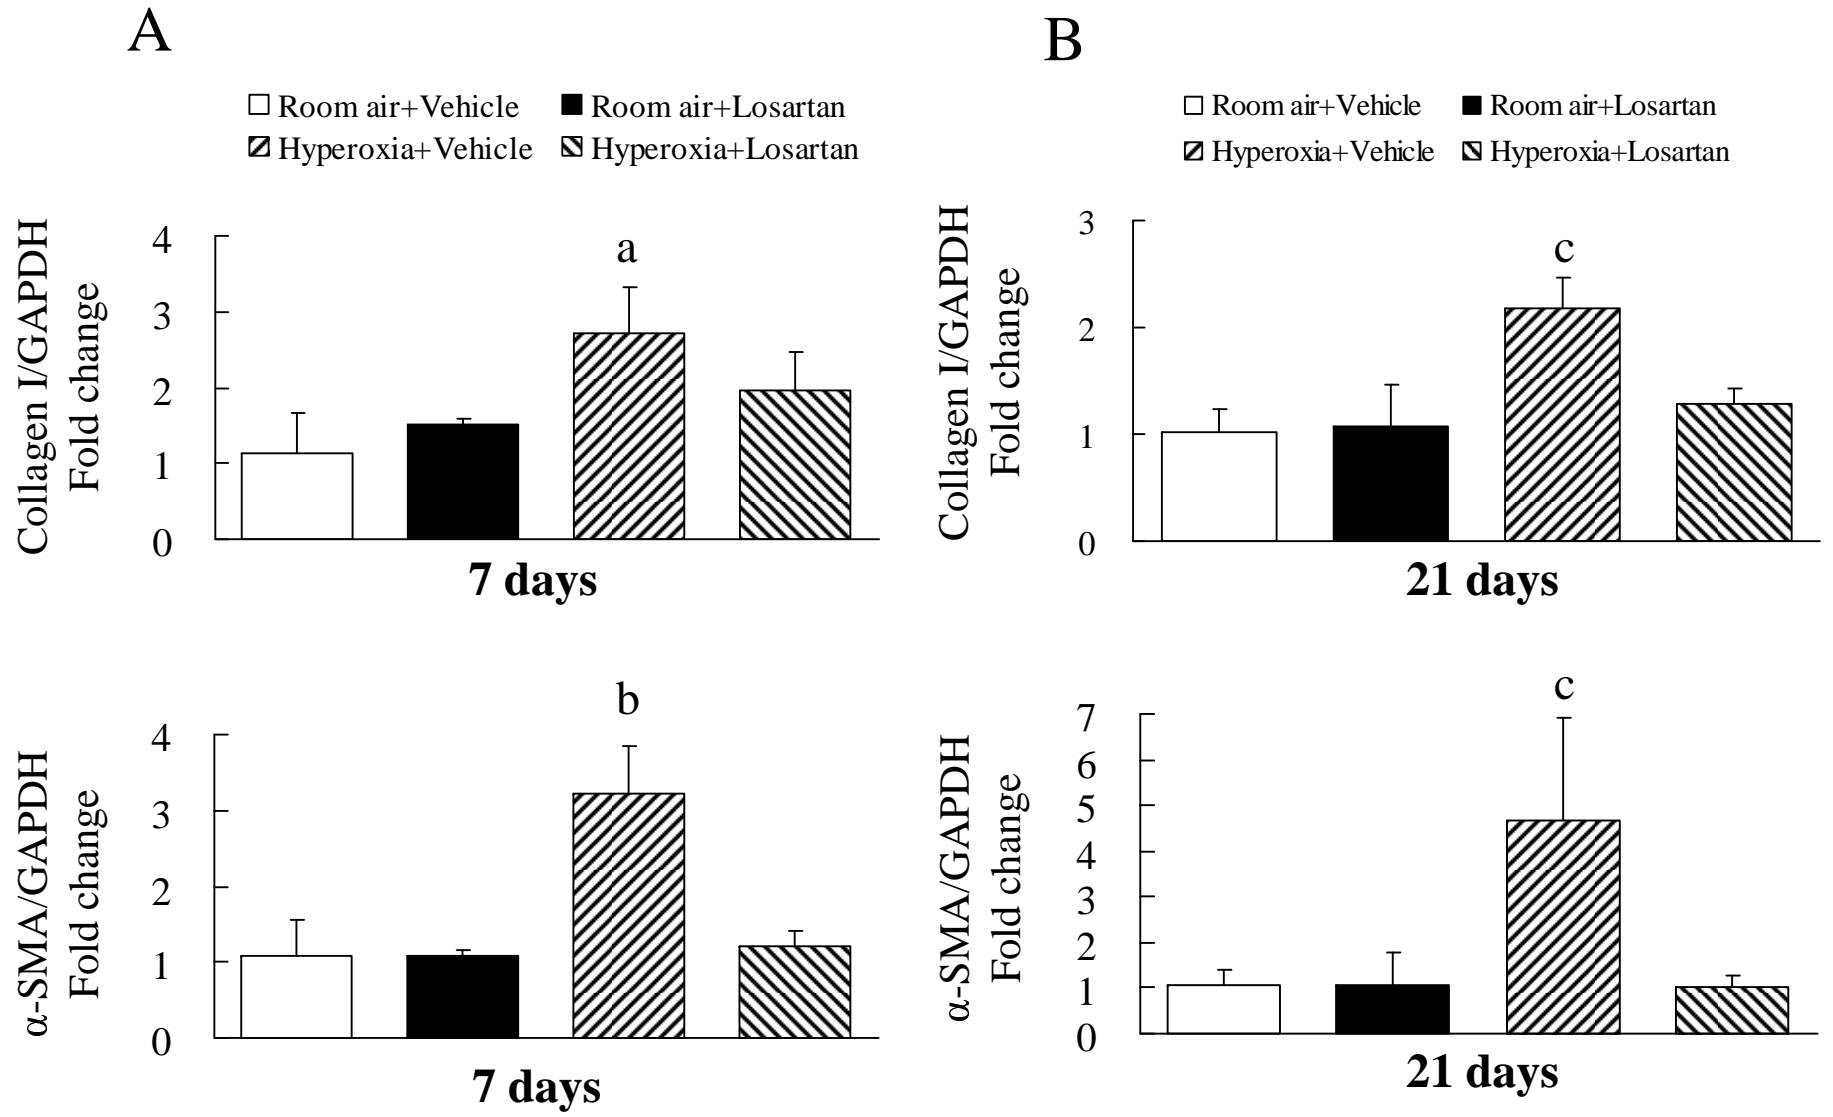 A
Room air+Vehicle
Room air+Losartan
Hyperoxia+Vehicle
Hyperoxia+Losartan
Collagen I/GAPDH
Fold change
4
3
2
1
0
a
7 days
α-SMA/GAPDH
Fold change
4
3
2
1
0
b
7 days
B
Room air+Vehicle
Room air+Losartan
Hyperoxia+Vehicle
Hyperoxia+Losartan
Collagen I/GAPDH
Fold change
3
2
1
0
c
21 days
α-SMA/GAPDH
Fold change
7
6
5
4
3
2
1
0
c
21 days